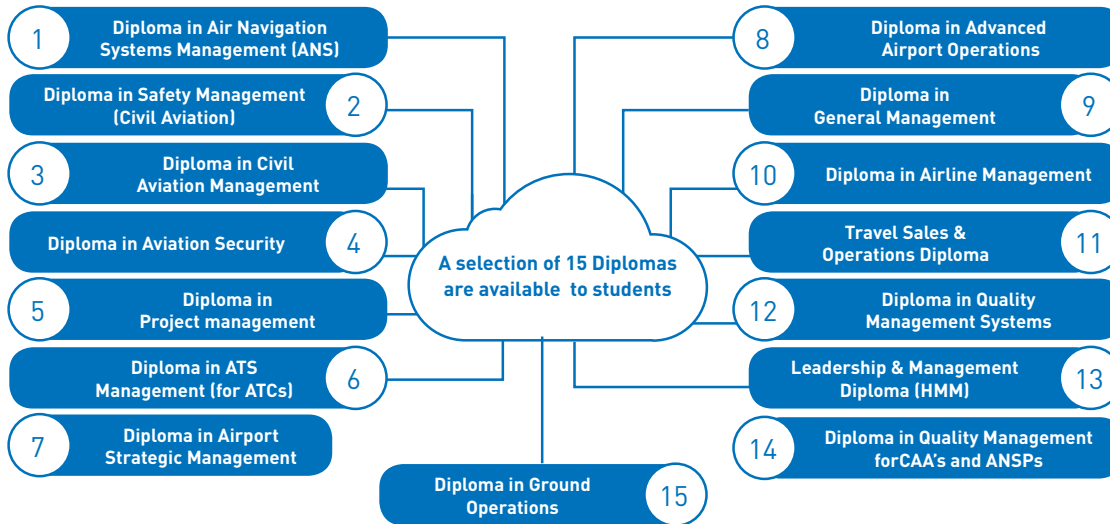 1
Diploma in Air Navigation
Systems Management (ANS)
Diploma in Safety Management
(Civil Aviation)
2
3
Diploma in Civil
Aviation Management
Diploma in Aviation Security
4
5
Diploma in
Project management
Diploma in ATS
Management (for ATCs)
6
7
Diploma in Airport
Strategic Management
A selection of 15 Diplomas
are available to students
8
Diploma in Advanced
Airport Operations
Diploma in
General Management
9
10
Diploma in Airline Management
Travel Sales &
Operations Diploma
11
12
Diploma in Quality
Management Systems
Leadership & Management
Diploma (HMM)
13
14
Diploma in Quality Management
forCAA's and ANSPs
Diploma in Ground
Operations
15